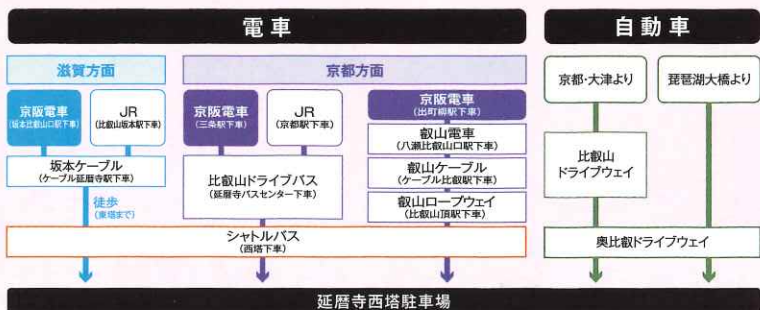 電車
自動車
滋賀方面
京都方面
京都・大津より
琵琶湖大橋より
京阪電車
(坂本比叡山口駅下車)
JR
(比叡山坂本駅下車)
京阪電車
(三条駅下車)
JR
(京都駅下車)
京阪電車
(出町柳駅下車)
叡山電車
(八瀬比叡山口駅下車)
坂本ケーブル
(ケーブル延暦寺駅下車)
比叡山ドライブバス
(延暦寺バスセンター下車)
叡山ケーブル
(ケーブル比叡駅下車)
叡山ロープウェイ
(比叡山頂駅下車)
比叡山
ドライブウェイ
徒歩
(東塔まで)
シャトルバス
(西塔下車)
奥比叡ドライブウェイ
延暦寺西塔駐車場